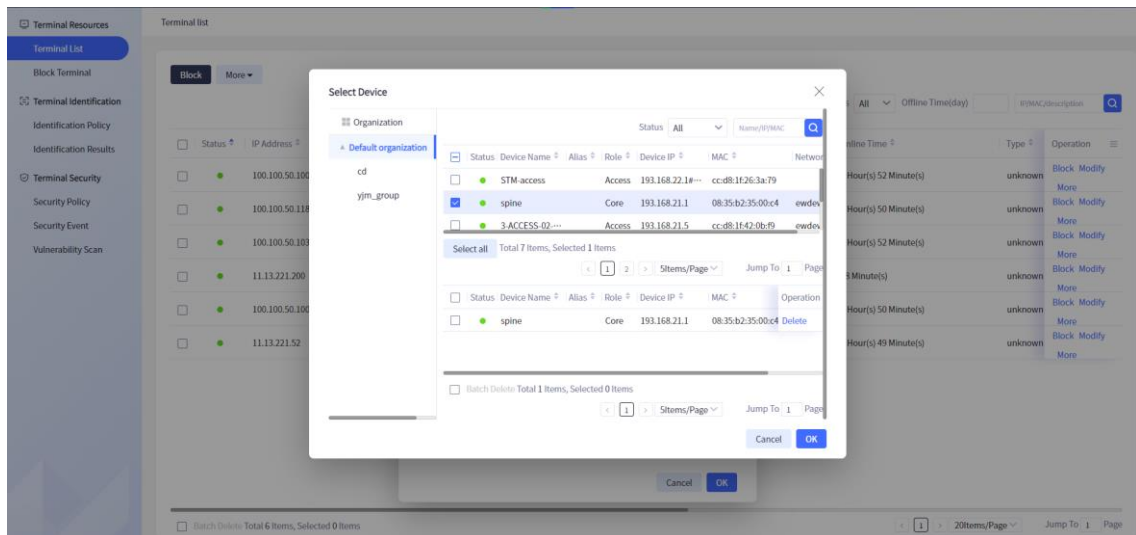 Terminal Resources
Terminal List
Block Terminal
Terminal Identification
Identification Policy
Identification Results
Terminal Security
Security Policy
Security Event
Vulnerability Scan
Terminal list
Block More
All Offline Time(day) IP/MAC/description
Status IP Address nline Time Type Operation
100.100.50.100 Hour(s) 52 Minute(s) unknown Block Modify
More
100.100.50.118 Hour(s) 50 Minute(s) unknown Block Modify
More
100.100.50.103 Hour(s) 52 Minute(s) unknown Block Modify
More
11.13.221.200 Minute(s) unknown Block Modify
More
100.100.50.100 Hour(s) 50 Minute(s) unknown Block Modify
More
11.13.221.52 Hour(s) 49 Minute(s) unknown Block Modify
More
Select Device
Organization
Default organization
cd
yjm_group
Status All Name/IP/MAC
Status Device Name Alias Role Device IP MAC Networ
STM-access Access 193.168.22.1#··· cc:d8:1f:26:3a:79
spine Core 193.168.21.1 08:35:b2:35:00:c4 ewdev
3-ACCESS-02-··· Access 193.168.21.5 cc:d8:1f:42:0b:f9 ewdev
Select all Total 7 Items, Selected 1 Items
1 2 5Items/Page Jump To 1 Page
Status Device Name Alias Role Device IP MAC Operation
spine Core 193.168.21.1 08:35:b2:35:00:c4 Delete
Batch Delete Total 1 Items, Selected 0 Items
1 5Items/Page Jump To 1 Page
Cancel OK
Cancel OK
Batch Delete Total 6 Items, Selected 0 Items
1 20Items/Page Jump To 1 Page